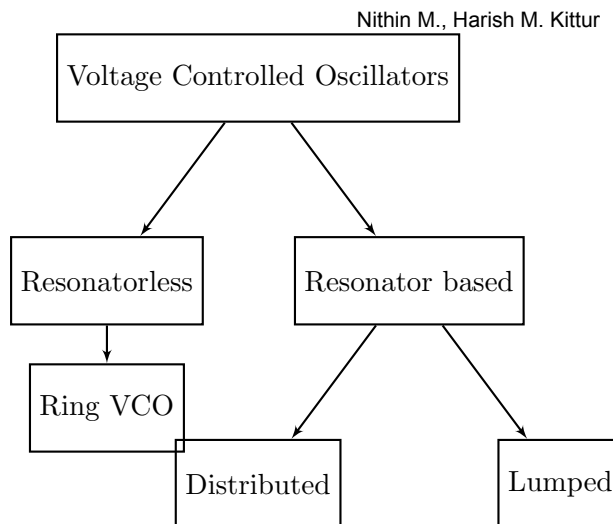 Nithin M., Harish M. Kittur
Voltage Controlled Oscillators
Resonatorless
Resonator based
Ring VCO
Distributed
Lumped